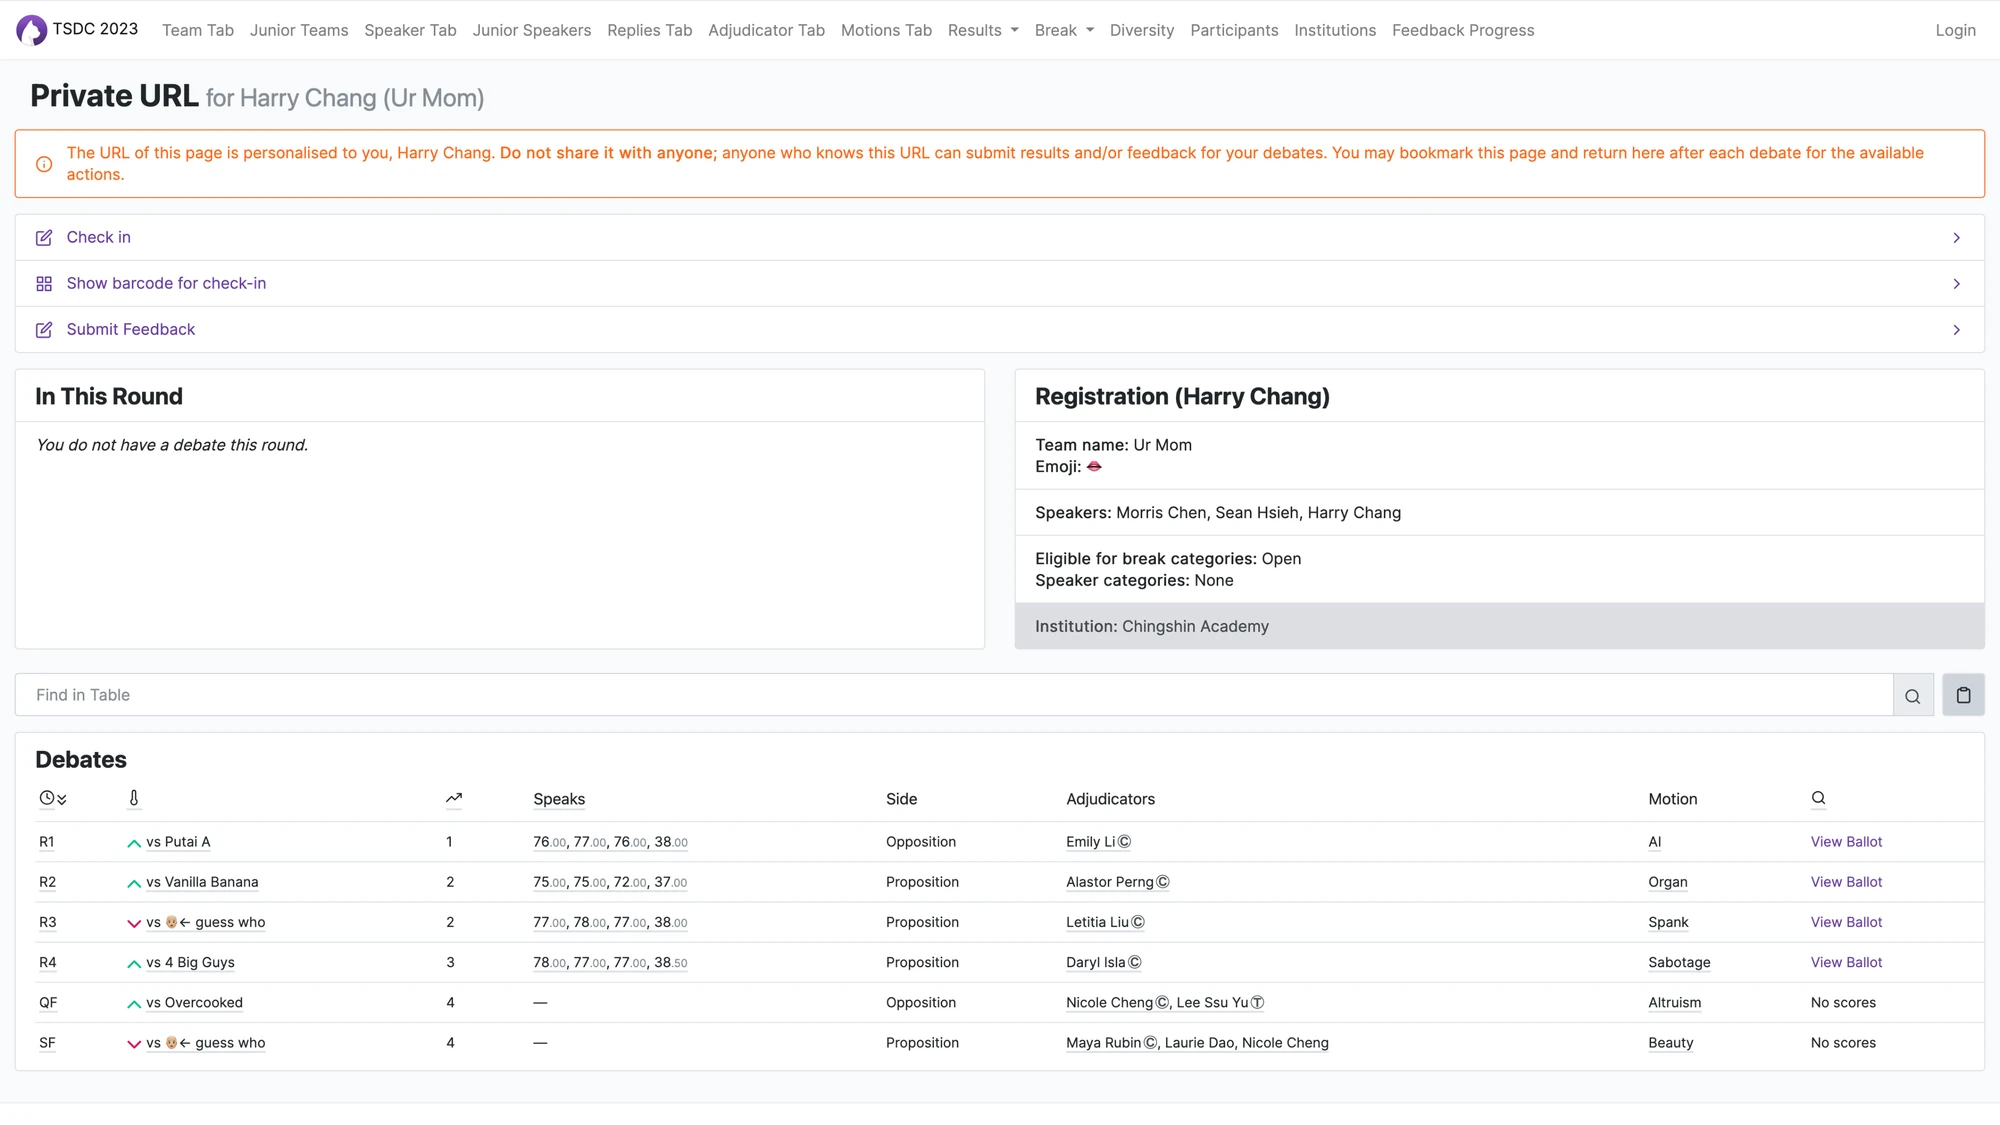 TSDC 2023 Team Tab Junior Teams Speaker Tab Junior Speakers Replies Tab Adjudicator Tab Motions Tab Results Break Diversity Participants Institutions Feedback Progress Login
Private URL for Harry Chang (Ur Mom)
The URL of this page is personalised to you, Harry Chang. Do not share it with anyone; anyone who knows this URL can submit results and/or feedback for your debates. You may bookmark this page and return here after each debate for the available
actions.
Check in
Show barcode for check-in
Submit Feedback
In This Round
You do not have a debate this round.
Registration (Harry Chang)
Team name: Ur Mom
Emoji: 👄
Speakers: Morris Chen, Sean Hsieh, Harry Chang
Eligible for break categories: Open
Speaker categories: None
Institution: Chingshin Academy
Find in Table
Debates
Speaks Side Adjudicators Motion
R1 vs Putai A 1 76.00, 77.00, 76.00, 38.00 Opposition Emily LiⒸ AI View Ballot
R2 vs Vanilla Banana 2 75.00, 75.00, 72.00, 37.00 Proposition Alastor PerngⒸ Organ View Ballot
R3 vs 👨🏼‍🦲← guess who 2 77.00, 78.00, 77.00, 38.00 Proposition Letitia LiuⒸ Spank View Ballot
R4 vs 4 Big Guys 3 78.00, 77.00, 77.00, 38.50 Proposition Daryl IslaⒸ Sabotage View Ballot
QF vs Overcooked 4 — Opposition Nicole ChengⒸ, Lee Ssu YuⓉ Altruism No scores
SF vs 👨🏼‍🦲← guess who 4 — Proposition Maya RubinⒸ, Laurie Dao, Nicole Cheng Beauty No scores